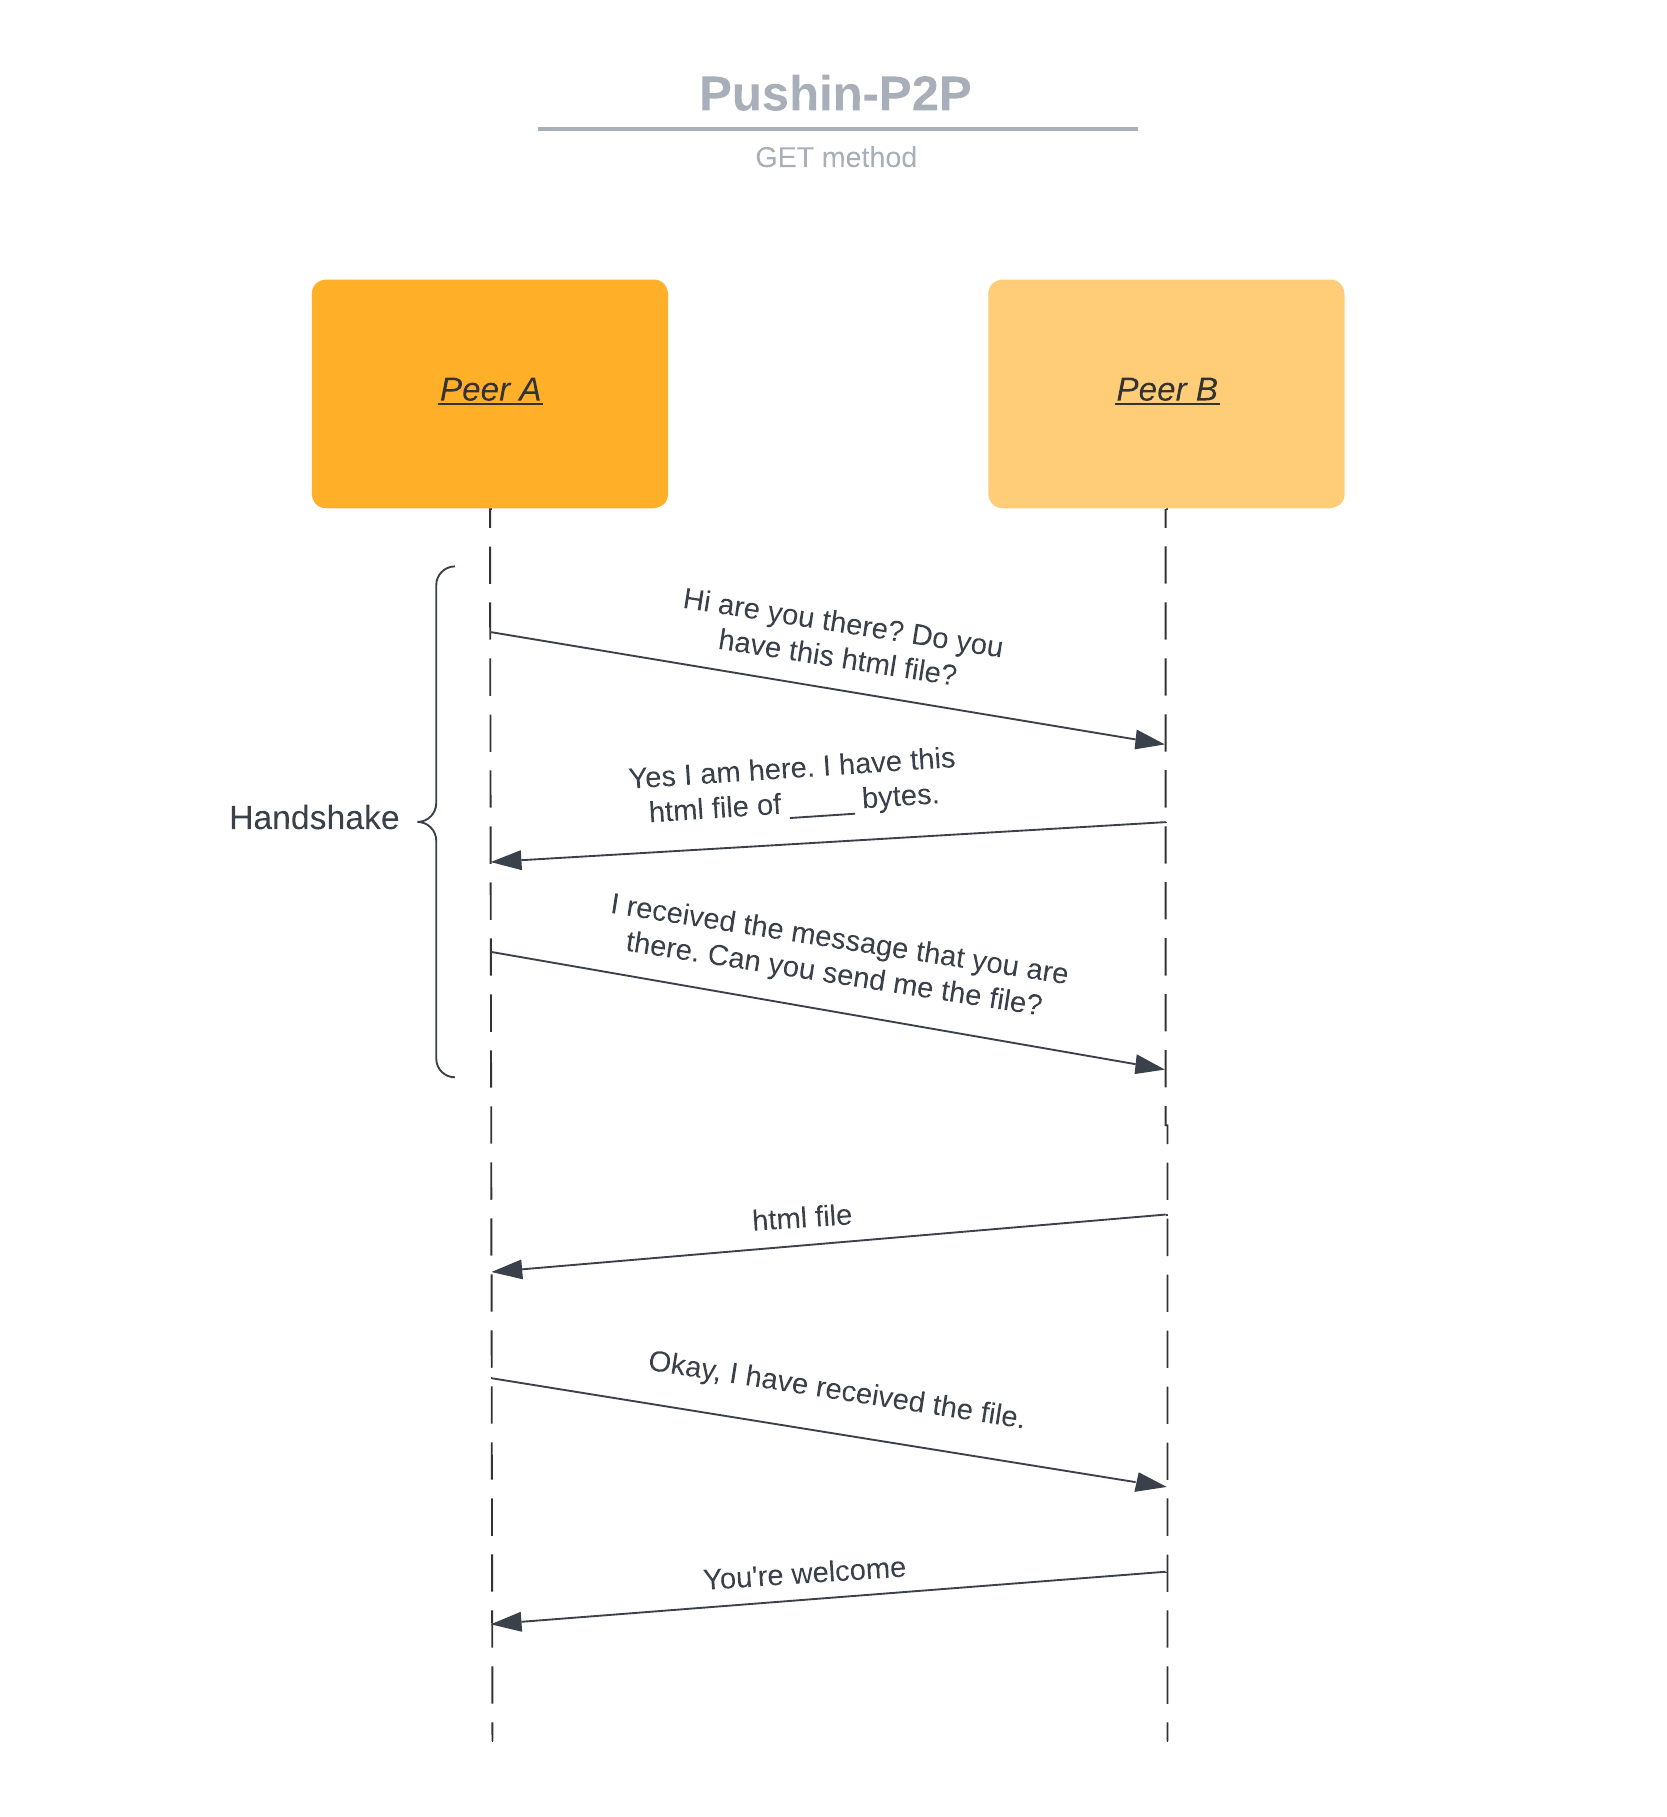 Pushin-P2P
GET method
Peer A
Peer B
Hi are you there? Do you
have this html file?
Yes I am here. I have this
html file of ____ bytes.
Handshake
I received the message that you are
there. Can you send me the file?
html file
Okay, I have received the file.
You're welcome